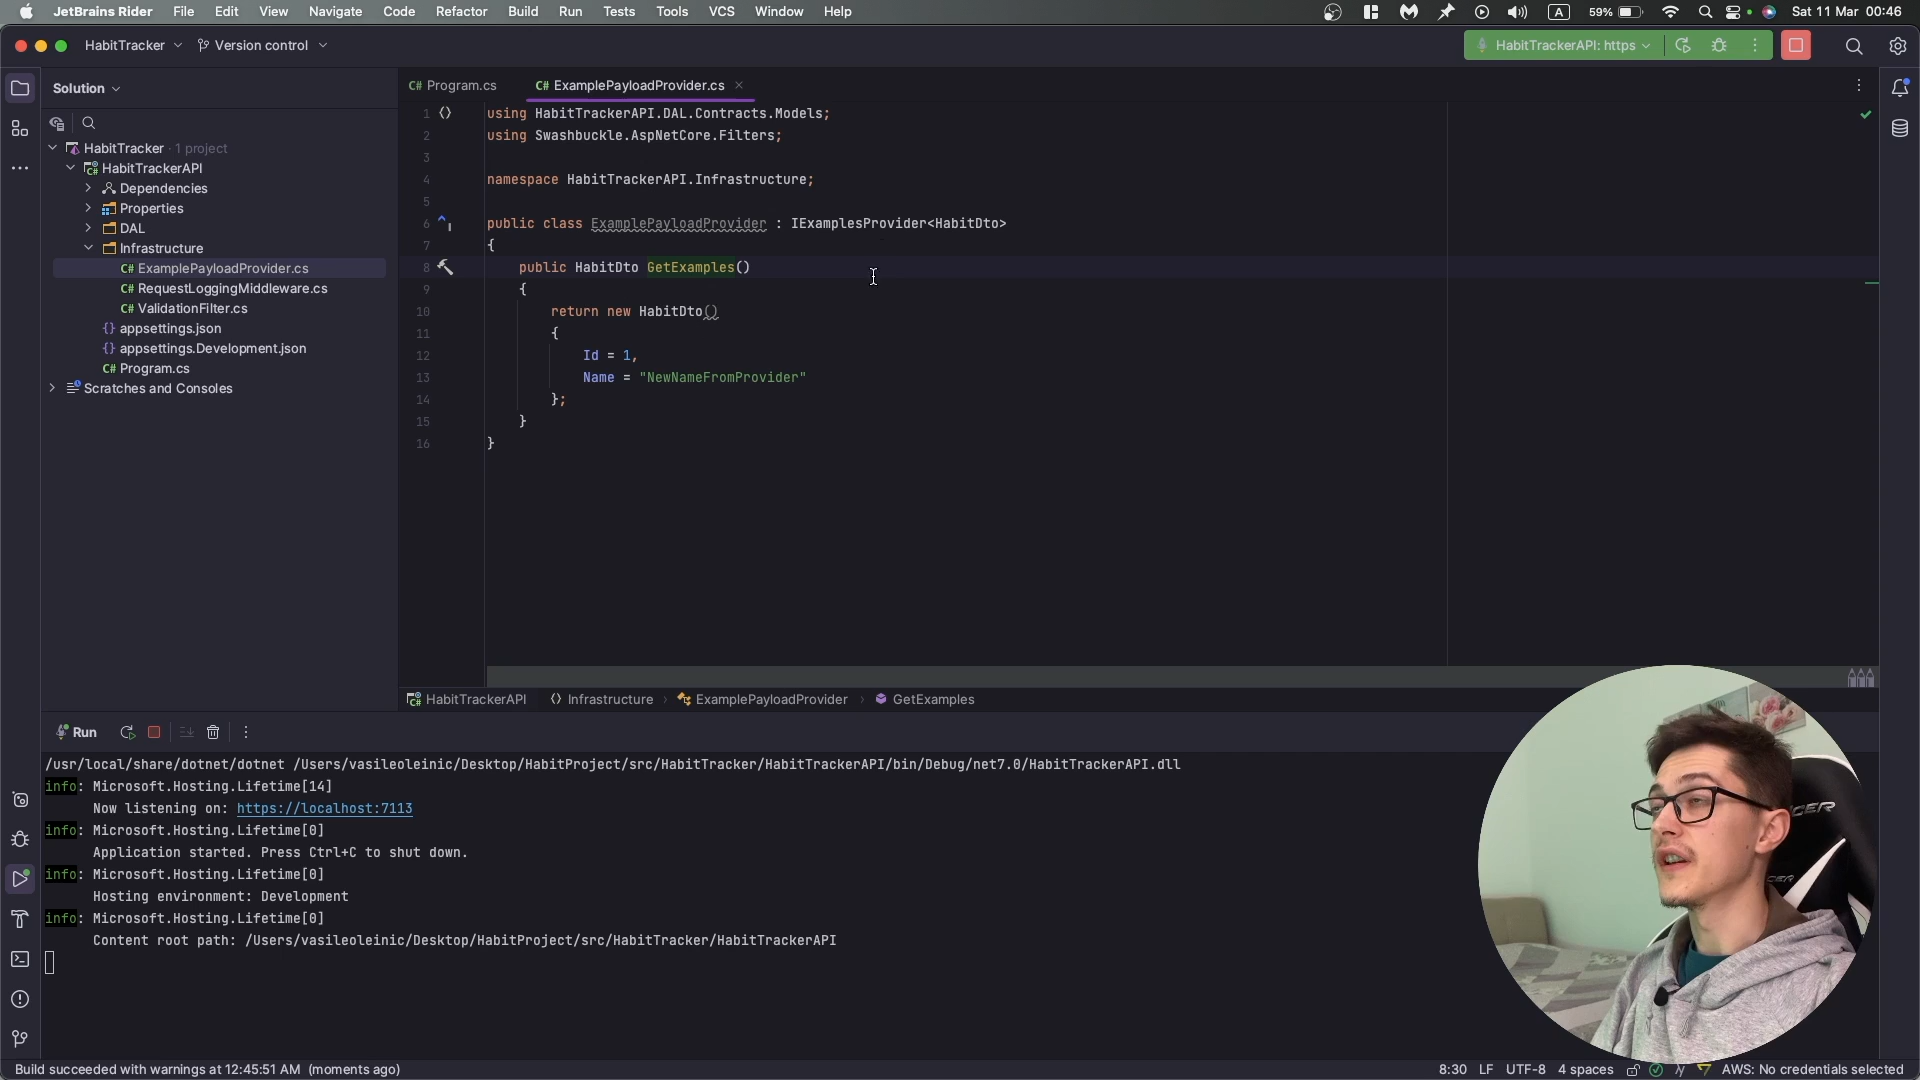 JetBrains Rider File Edit View Navigate Code Refactor Build Run Tests Tools VCS Window Help A 59% Sat 11 Mar 00:46
HabitTracker Version control HabitTrackerAPI: https
Solution
C# Program.cs C# ExamplePayloadProvider.cs
HabitTracker · 1 project
HabitTrackerAPI
Dependencies
Properties
DAL
Infrastructure
C# ExamplePayloadProvider.cs
C# RequestLoggingMiddleware.cs
C# ValidationFilter.cs
{} appsettings.json
{} appsettings.Development.json
C# Program.cs
Scratches and Consoles
1 using HabitTrackerAPI.DAL.Contracts.Models;
2 using Swashbuckle.AspNetCore.Filters;
3
4 namespace HabitTrackerAPI.Infrastructure;
5
6 public class ExamplePayloadProvider : IExamplesProvider<HabitDto>
7 {
8 public HabitDto GetExamples()
9 {
10 return new HabitDto()
11 {
12 Id = 1,
13 Name = "NewNameFromProvider"
14 };
15 }
16 }
HabitTrackerAPI Infrastructure ExamplePayloadProvider GetExamples
Run
/usr/local/share/dotnet/dotnet /Users/vasileoleinic/Desktop/HabitProject/src/HabitTracker/HabitTrackerAPI/bin/Debug/net7.0/HabitTrackerAPI.dll
info: Microsoft.Hosting.Lifetime[14]
Now listening on: https://localhost:7113
info: Microsoft.Hosting.Lifetime[0]
Application started. Press Ctrl+C to shut down.
info: Microsoft.Hosting.Lifetime[0]
Hosting environment: Development
info: Microsoft.Hosting.Lifetime[0]
Content root path: /Users/vasileoleinic/Desktop/HabitProject/src/HabitTracker/HabitTrackerAPI
Build succeeded with warnings at 12:45:51 AM (moments ago) 8:30 LF UTF-8 4 spaces AWS: No credentials selected